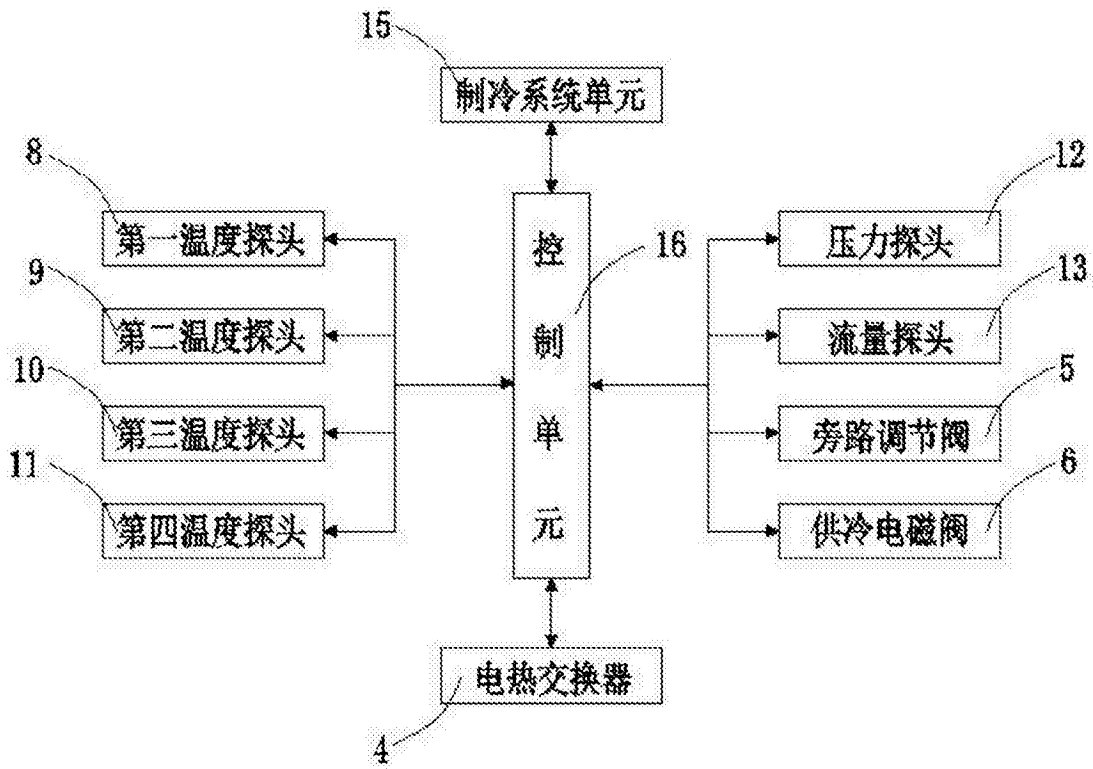 15
制冷系统单元
8
第一温度探头
9
第二温度探头
10
第三温度探头
11
第四温度探头
控制单元
16
12
压力探头
13
流量探头
5
旁路调节阀
6
供冷电磁阀
电热交换器
4